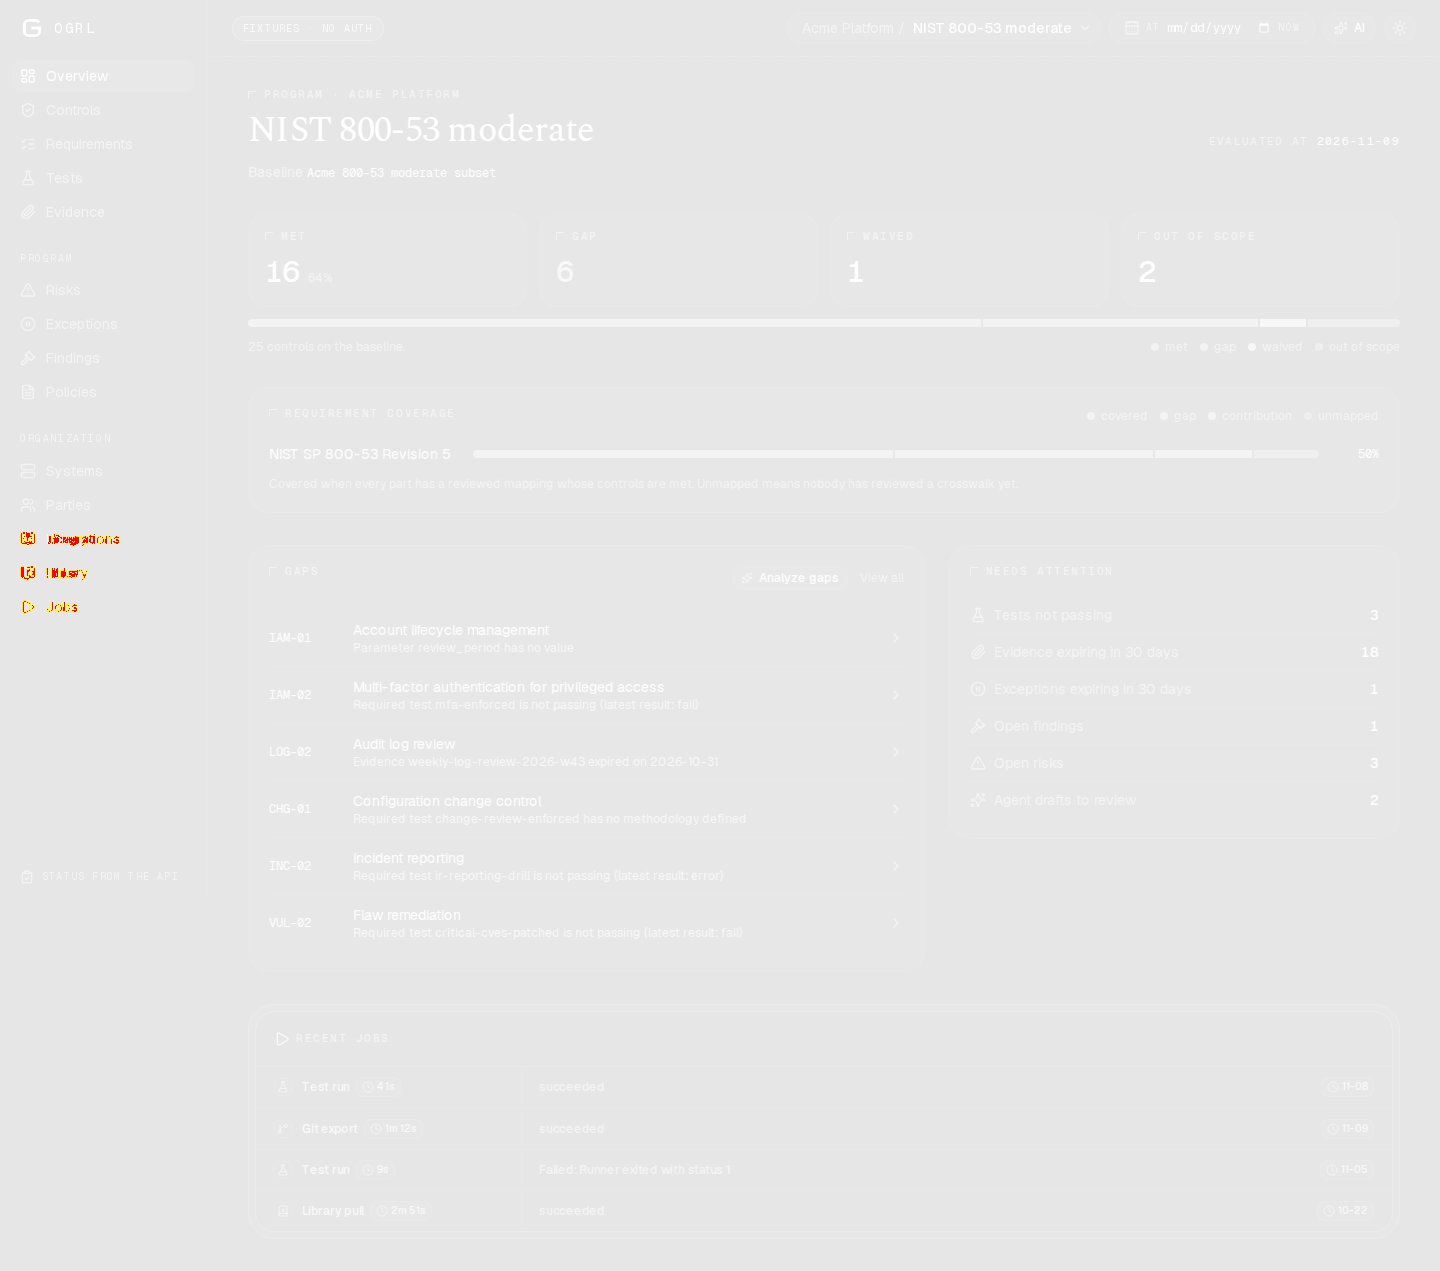 OGRL
FIXTURES NO AUTH
Acme Platform / NIST 800-53 moderate
AT mm/dd/yyyy NOW
AI
Overview
Controls
Requirements
Tests
Evidence
PROGRAM
Risks
Exceptions
Findings
Policies
ORGANIZATION
Systems
Parties
Jobs
STATUS FROM THE API
PROGRAM · ACME PLATFORM
NIST 800-53 moderate
Baseline Acme 800-53 moderate subset
EVALUATED AT 2026-11-09
MET
16 64%
GAP
6
WAIVED
1
OUT OF SCOPE
2
25 controls on the baseline.
met gap waived out of scope
REQUIREMENT COVERAGE
covered gap contribution unmapped
NIST SP 800-53 Revision 5
50%
Covered when every part has a reviewed mapping whose controls are met. Unmapped means nobody has reviewed a crosswalk yet.
GAPS
Analyze gaps View all
IAM-01 Account lifecycle management
Parameter review_period has no value
IAM-02 Multi-factor authentication for privileged access
Required test mfa-enforced is not passing (latest result: fail)
LOG-02 Audit log review
Evidence weekly-log-review-2026-w43 expired on 2026-10-31
CHG-01 Configuration change control
Required test change-review-enforced has no methodology defined
INC-02 Incident reporting
Required test ir-reporting-drill is not passing (latest result: error)
VUL-02 Flaw remediation
Required test critical-cves-patched is not passing (latest result: fail)
NEEDS ATTENTION
Tests not passing 3
Evidence expiring in 30 days 18
Exceptions expiring in 30 days 1
Open findings 1
Open risks 3
Agent drafts to review 2
RECENT JOBS
Test run 41s succeeded 11-08
Git export 1m 12s succeeded 11-09
Test run 9s Failed: Runner exited with status 1 11-05
Library pull 2m 51s succeeded 10-22